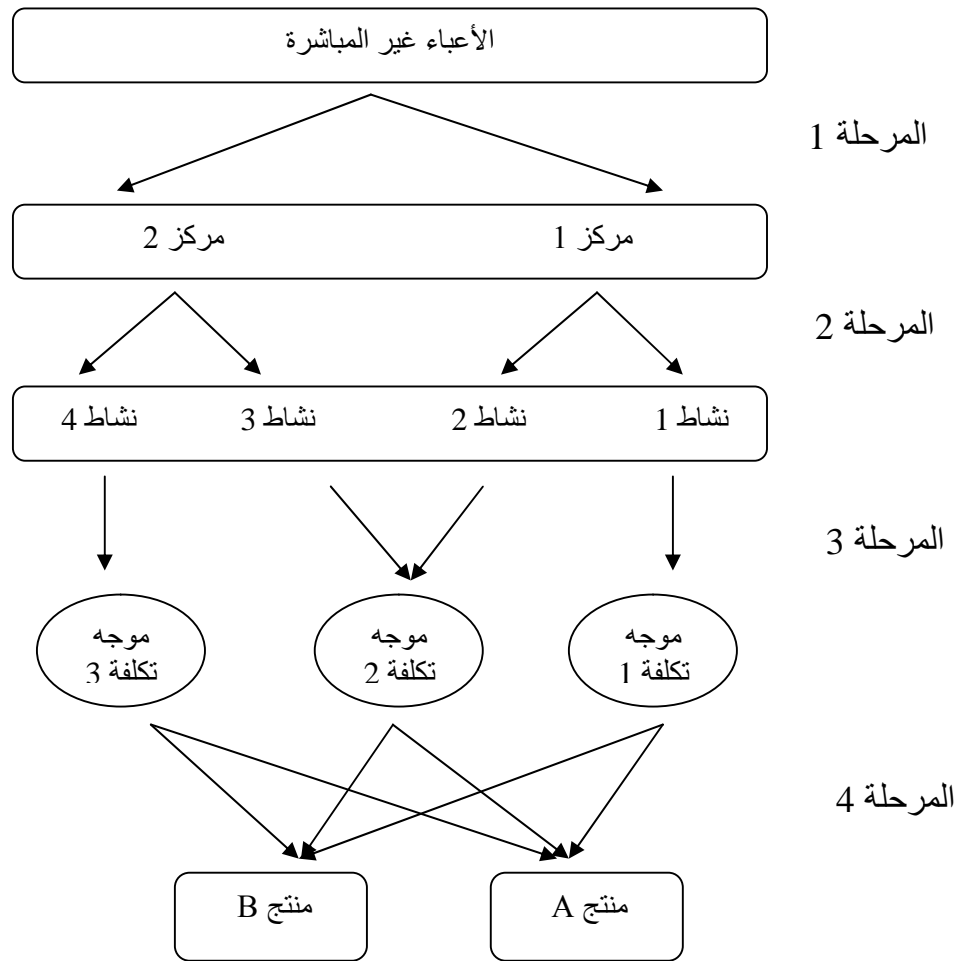 الأعباء غير المباشرة
المرحلة 1
مركز 1
مركز 2
المرحلة 2
نشاط 1
نشاط 2
نشاط 3
نشاط 4
المرحلة 3
موجه
تكلفة 1
موجه
تكلفة 2
موجه
تكلفة 3
المرحلة 4
منتج A
منتج B